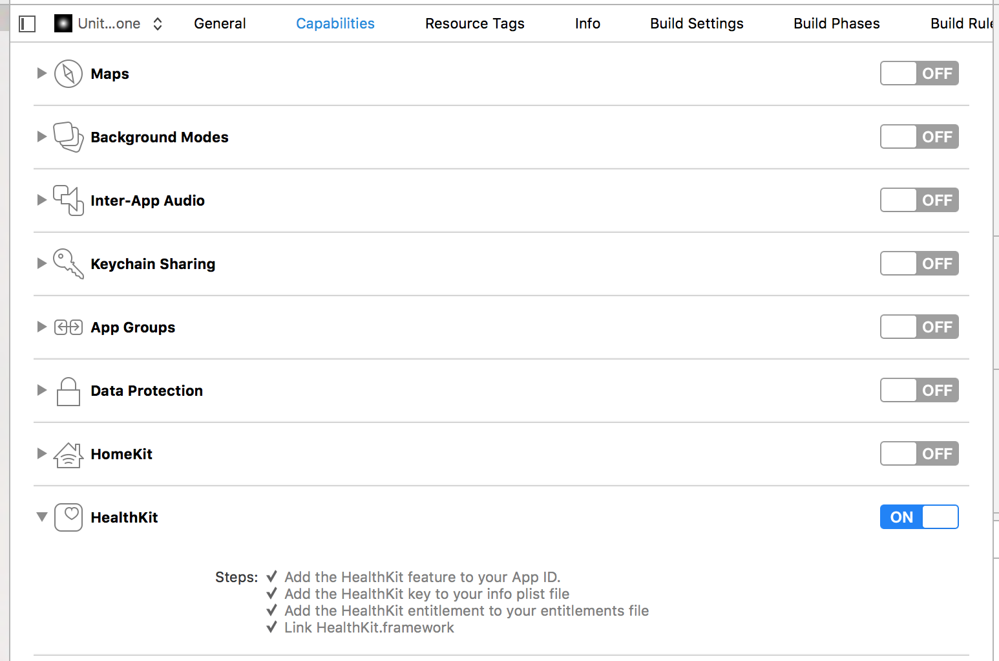 Unit...one General Capabilities Resource Tags Info Build Settings Build Phases Build Rule
Maps OFF
Background Modes OFF
Inter-App Audio OFF
Keychain Sharing OFF
App Groups OFF
Data Protection OFF
HomeKit OFF
HealthKit ON
Steps: ✓ Add the HealthKit feature to your App ID.
✓ Add the HealthKit key to your info plist file
✓ Add the HealthKit entitlement to your entitlements file
✓ Link HealthKit.framework